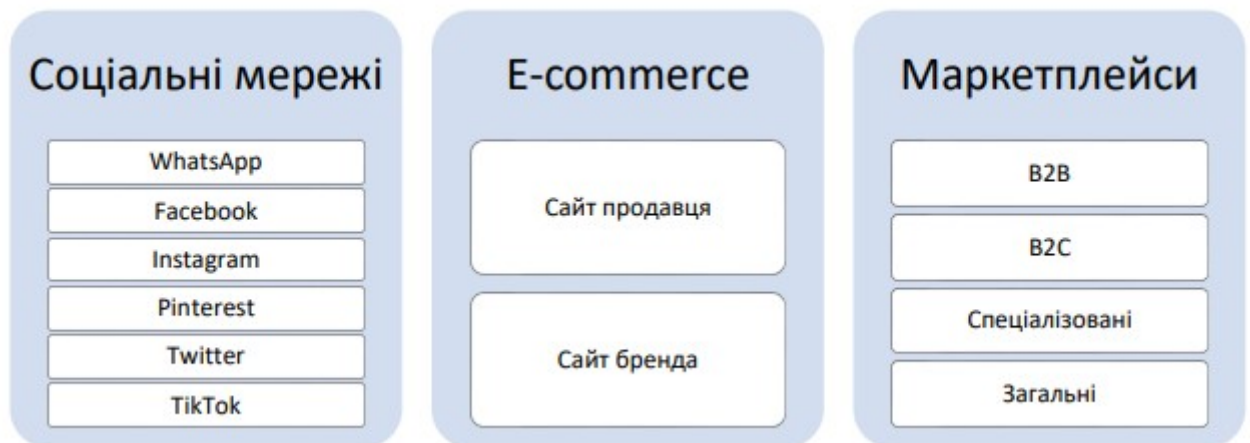 Соціальні мережі
WhatsApp
Facebook
Instagram
Pinterest
Twitter
TikTok
E-commerce
Сайт продавця
Сайт бренда
Маркетплейси
B2B
B2C
Спеціалізовані
Загальні